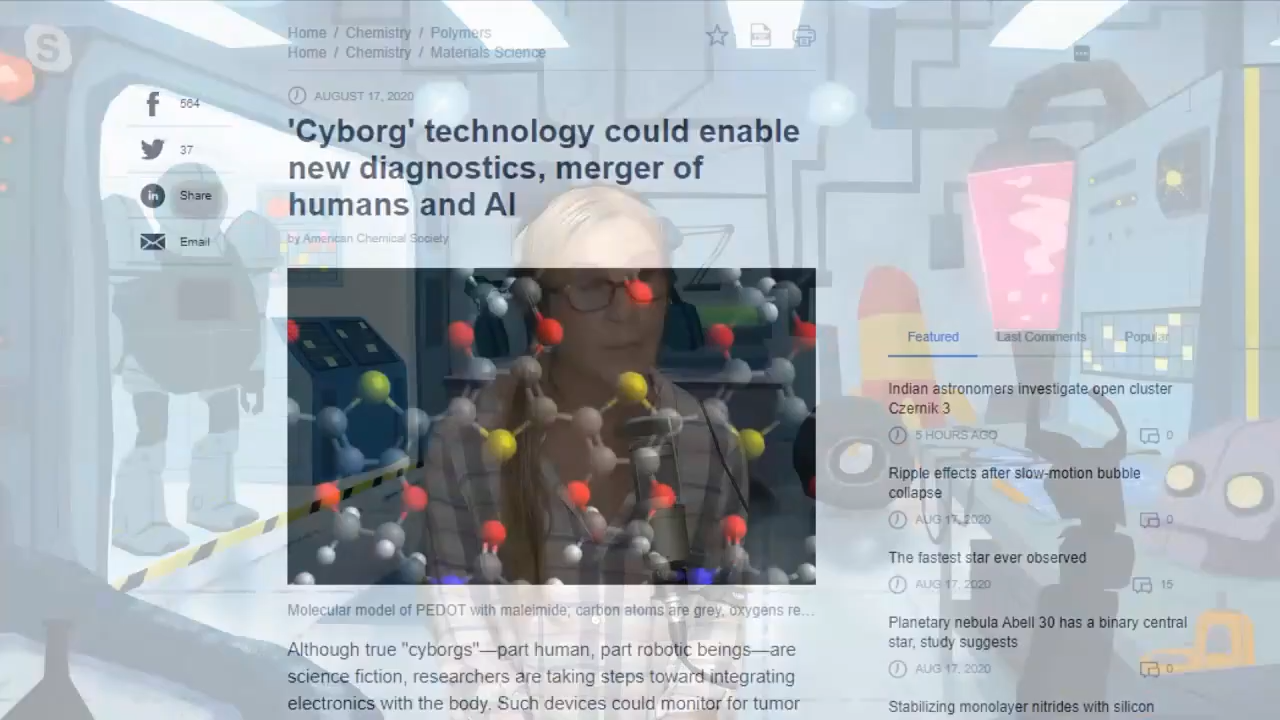 Home / Chemistry / Polymers
Home / Chemistry / Materials Science
AUGUST 17, 2020
'Cyborg' technology could enable
new diagnostics, merger of
humans and AI
by American Chemical Society
564
37
Share
Email
Molecular model of PEDOT with maleimide; carbon atoms are grey, oxygens re...
Although true "cyborgs"—part human, part robotic beings—are
science fiction, researchers are taking steps toward integrating
electronics with the body. Such devices could monitor for tumor
Featured Last Comments Popular
Indian astronomers investigate open cluster
Czernik 3
5 HOURS AGO 0
Ripple effects after slow-motion bubble
collapse
AUG 17, 2020 0
The fastest star ever observed
AUG 17, 2020 15
Planetary nebula Abell 30 has a binary central
star, study suggests
AUG 17, 2020 0
Stabilizing monolayer nitrides with silicon